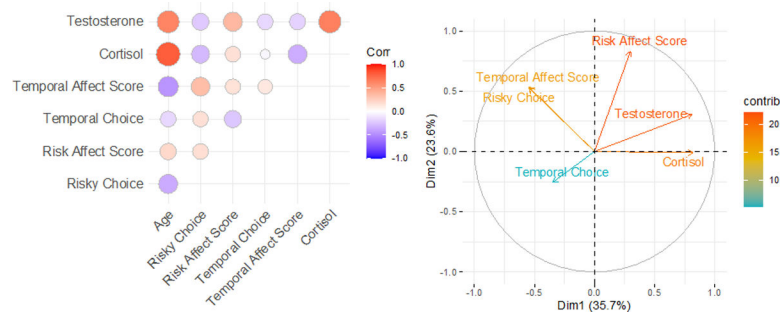 Testosterone
Cortisol
Temporal Affect Score
Temporal Choice
Risk Affect Score
Risky Choice
Age
Risky Choice
Risk Affect Score
Temporal Choice
Temporal Affect Score
Cortisol
Corr
1.0
0.5
0.0
-0.5
-1.0
Dim2 (23.6%)
1.0
0.5
0.0
-0.5
-1.0
Risk Affect Score
Temporal Affect Score
Risky Choice
Testosterone
Cortisol
Temporal Choice
-1.0
-0.5
0.0
0.5
1.0
Dim1 (35.7%)
contrib
20
15
10